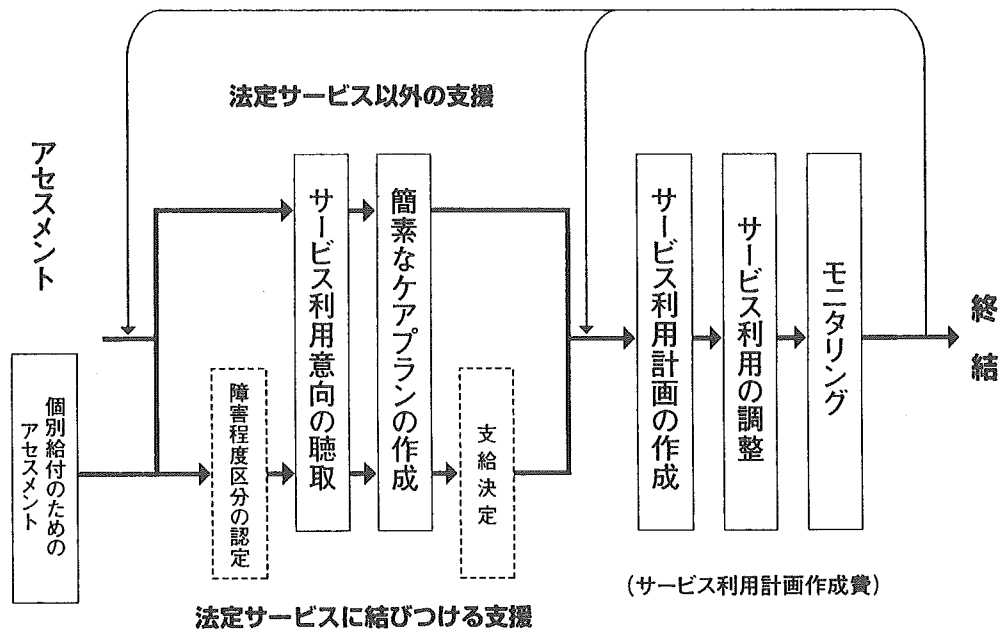 法定サービス以外の支援
アセスメント
個別給付のための
アセスメント
障害程度区分の認定
サービス利用意向の聴取
簡素なケアプランの作成
支給決定
サービス利用計画の作成
サービス利用の調整
モニタリング
終結
(サービス利用計画作成費)
法定サービスに結びつける支援